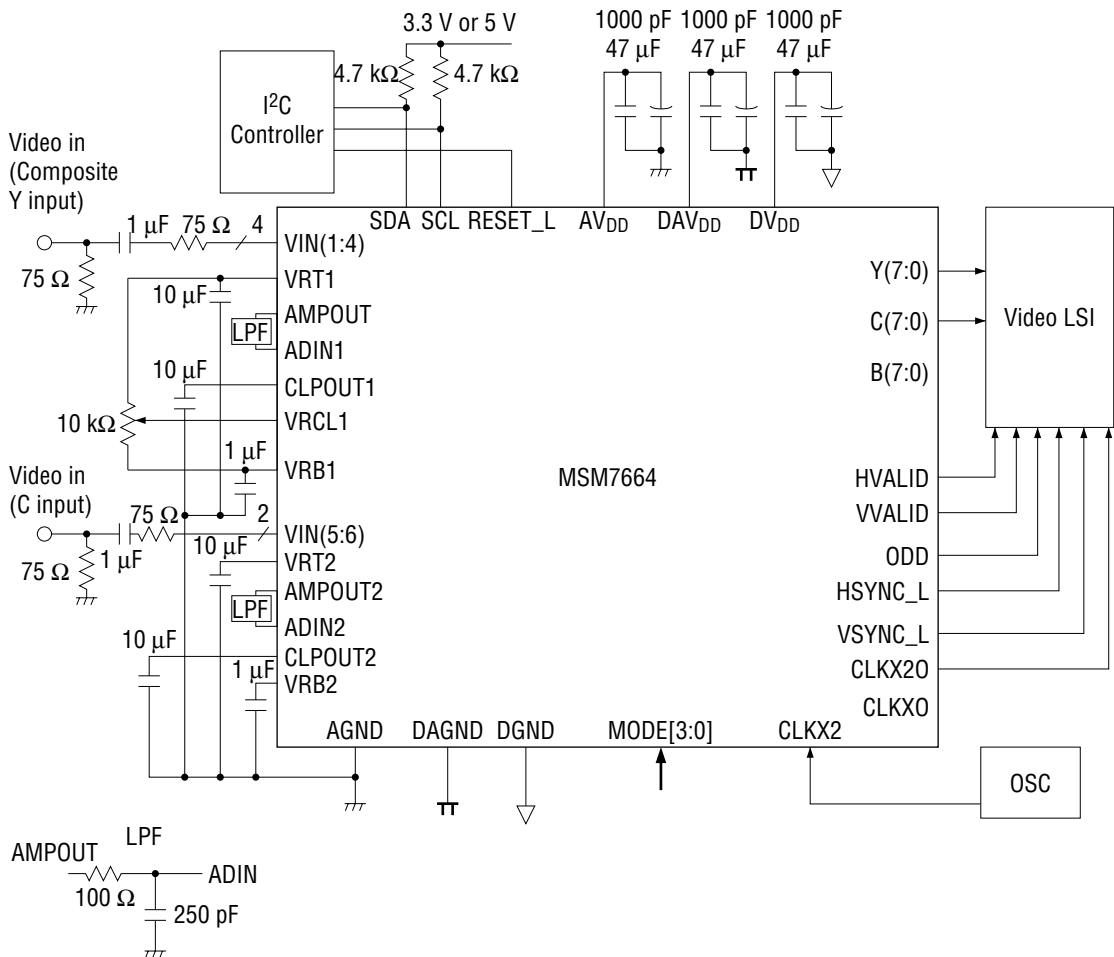 1000 pF 1000 pF 1000 pF
3.3 V or 5 V
47 µF 47 µF 47 µF
4.7 kΩ 4.7 kΩ
I²C
Controller
Video in
(Composite
Y input)
1 µF 75 Ω 4
75 Ω
SDA SCL RESET_L AVDD DAVDD DVDD
VIN(1:4)
VRT1
10 µF
AMPOUT
LPF
ADIN1
10 µF
CLPOUT1
10 kΩ
VRCL1
1 µF
VRB1
Video in
(C input)
75 Ω 2
VIN(5:6)
1 µF
75 Ω
10 µF
VRT2
AMPOUT2
LPF
ADIN2
10 µF
CLPOUT2
1 µF
VRB2
MSM7664
Y(7:0)
C(7:0)
B(7:0)
Video LSI
HVALID
VVALID
ODD
HSYNC_L
VSYNC_L
CLKX2O
CLKXO
AGND DAGND DGND MODE[3:0] CLKX2
OSC
LPF
AMPOUT
ADIN
100 Ω
250 pF